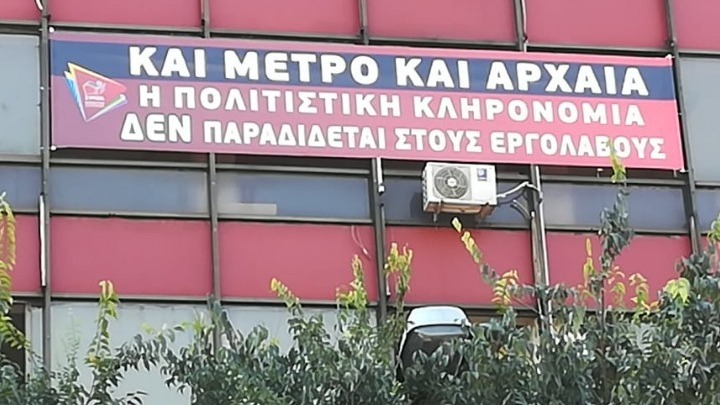 ΚΑΙ ΜΕΤΡΟ ΚΑΙ ΑΡΧΑΙΑ
Η ΠΟΛΙΤΙΣΤΙΚΗ ΚΛΗΡΟΝΟΜΙΑ
ΔΕΝ ΠΑΡΑΔΙΔΕΤΑΙ ΣΤΟΥΣ ΕΡΓΟΛΑΒΟΥΣ